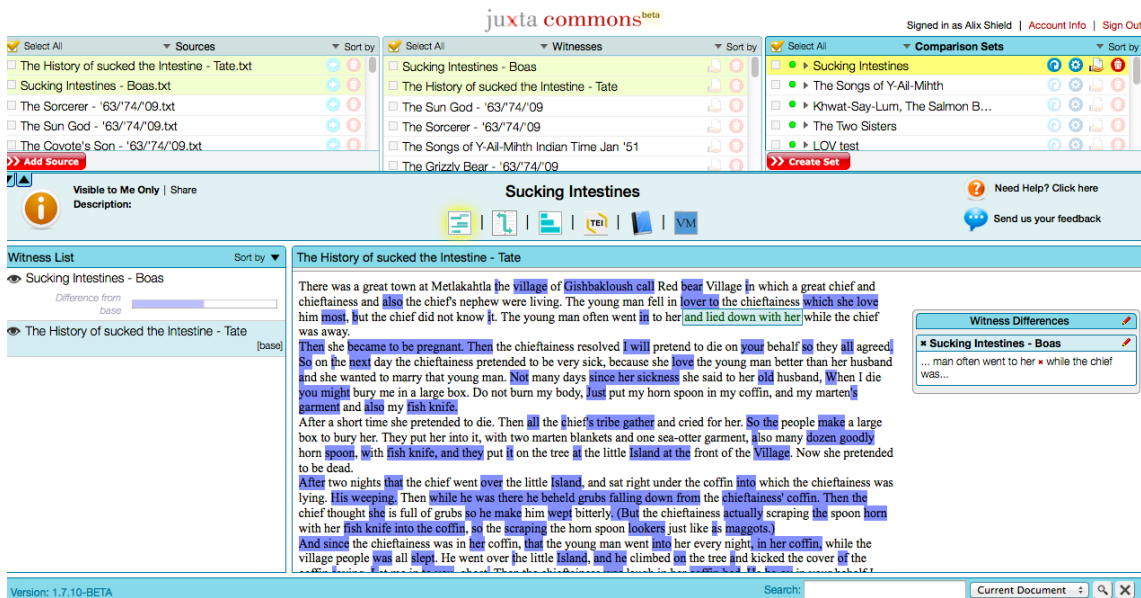 juxta commons beta
Signed in as Alix Shield | Account Info | Sign Out
Select All ▼ Sources ▼ Sort by
The History of sucked the Intestine - Tate.txt
Sucking Intestines - Boas.txt
The Sorcerer - '63/'74/'09.txt
The Sun God - '63/'74/'09.txt
The Coyote's Son - '63/'74/'09.txt
Add Source
Select All ▼ Witnesses ▼ Sort by
Sucking Intestines - Boas
The History of sucked the Intestine - Tate
The Sun God - '63/'74/'09
The Sorcerer - '63/'74/'09
The Songs of Y-Ail-Mihth Indian Time Jan '51
The Grizzly Bear - '63/'74/'09
Select All ▼ Comparison Sets ▼ Sort by
Sucking Intestines
The Songs of Y-Ail-Mihth
Khwat-Say-Lum, The Salmon B...
The Two Sisters
LOV test
Create Set
Visible to Me Only | Share
Description:
Sucking Intestines
TEI
VM
Need Help? Click here
Send us your feedback
Witness List Sort by ▼
Sucking Intestines - Boas
Difference from
base
The History of sucked the Intestine - Tate
[base]
The History of sucked the Intestine - Tate
There was a great town at Metlakahtla the village of Gishbakloush call Red bear Village in which a great chief and
chieftainess and also the chief's nephew were living. The young man fell in lover to the chieftainess which she love
him most, but the chief did not know it. The young man often went in to her and lied down with her while the chief
was away.
Then she became to be pregnant. Then the chieftainess resolved I will pretend to die on your behalf so they all agreed.
So on the next day the chieftainess pretended to be very sick, because she love the young man better than her husband
and she wanted to marry that young man. Not many days since her sickness she said to her old husband, When I die
you might bury me in a large box. Do not burn my body, Just put my horn spoon in my coffin, and my marten's
garment and also my fish knife.
After a short time she pretended to die. Then all the chief's tribe gather and cried for her. So the people make a large
box to bury her. They put her into it, with two marten blankets and one sea-otter garment, also many dozen goodly
horn spoon, with fish knife, and they put it on the tree at the little Island at the front of the Village. Now she pretended
to be dead.
After two nights that the chief went over the little Island, and sat right under the coffin into which the chieftainess was
lying. His weeping. Then while he was there he beheld grubs falling down from the chieftainess' coffin. Then the
chief thought she is full of grubs so he make him wept bitterly. (But the chieftainess actually scraping the spoon horn
with her fish knife into the coffin, so the scraping the horn spoon lookers just like as maggots.)
And since the chieftainess was in her coffin, that the young man went into her every night, in her coffin, while the
village people was all slept. He went over the little Island, and he climbed on the tree and kicked the cover of the
Witness Differences
Sucking Intestines - Boas
... man often went to her × while the chief
was...
Version: 1.7.10-BETA
Search:
Current Document